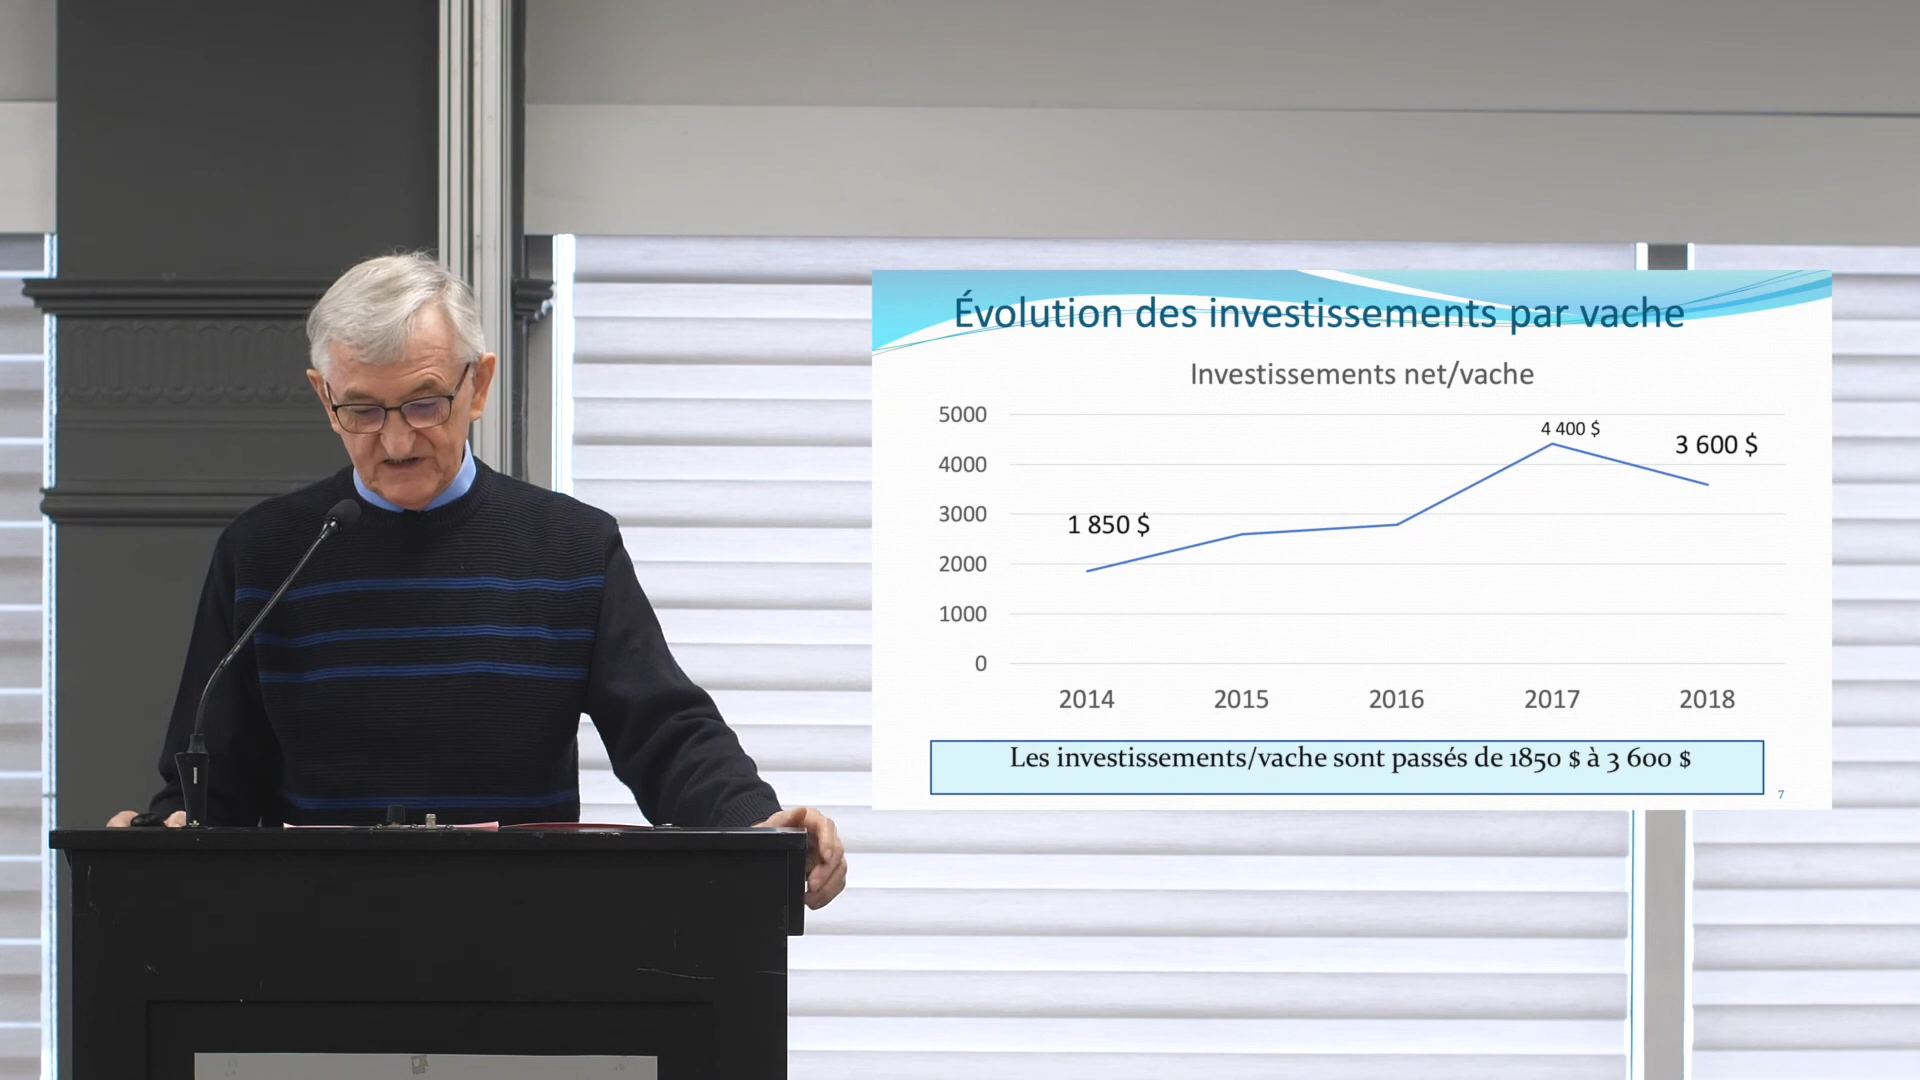 Évolution des investissements par vache
Investissements net/vache
5000
4000
3000
2000
1000
0
1 850 $
4 400 $
3 600 $
2014 2015 2016 2017 2018
Les investissements/vache sont passés de 1850 $ à 3 600 $
7